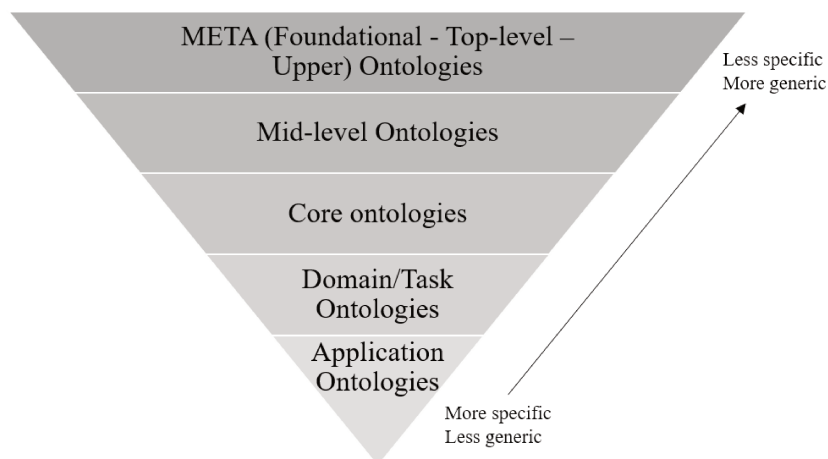 META (Foundational - Top-level –
Upper) Ontologies
Less specific
More generic
Mid-level Ontologies
Core ontologies
Domain/Task
Ontologies
Application
Ontologies
More specific
Less generic